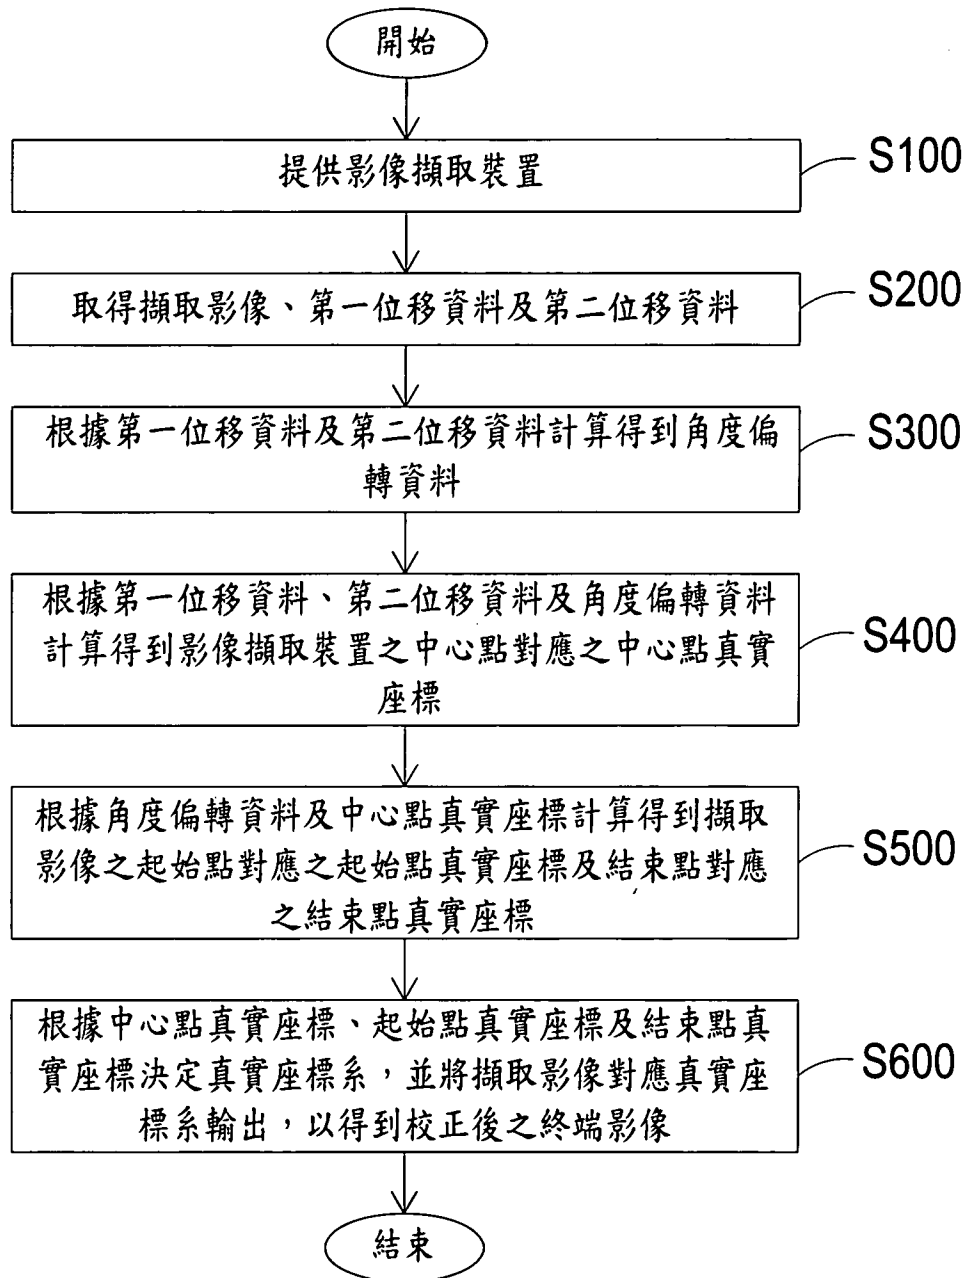 開始
提供影像擷取裝置
S100
取得擷取影像、第一位移資料及第二位移資料
S200
根據第一位移資料及第二位移資料計算得到角度偏
轉資料
S300
根據第一位移資料、第二位移資料及角度偏轉資料
計算得到影像擷取裝置之中心點對應之中心點真實
座標
S400
根據角度偏轉資料及中心點真實座標計算得到擷取
影像之起始點對應之起始點真實座標及結束點對應
之結束點真實座標
S500
根據中心點真實座標、起始點真實座標及結束點真
實座標決定真實座標系，並將擷取影像對應真實座
標系輸出，以得到校正後之終端影像
S600
結束